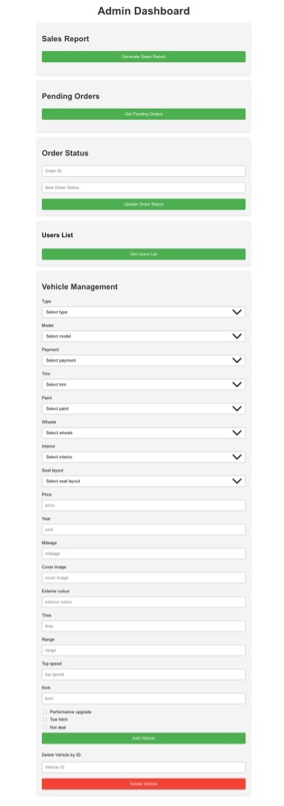 Admin Dashboard
Sales Report
Generate Sales Report
Pending Orders
Get Pending Orders
Order Status
Order ID
New Order Status
Update Order Status
Users List
Get Users List
Vehicle Management
Type
Select type
Model
Select model
Payment
Select payment
Trim
Select trim
Paint
Select paint
Wheels
Select wheels
Interior
Select interior
Seat layout
Select seat layout
Price
price
Year
year
Mileage
mileage
Cover image
cover image
Exterior colour
exterior colour
Tires
tires
Range
range
Top speed
top speed
Performance upgrade
Tow hitch
Hot deal
Add Vehicle
Delete Vehicle by ID:
Vehicle ID
Delete Vehicle